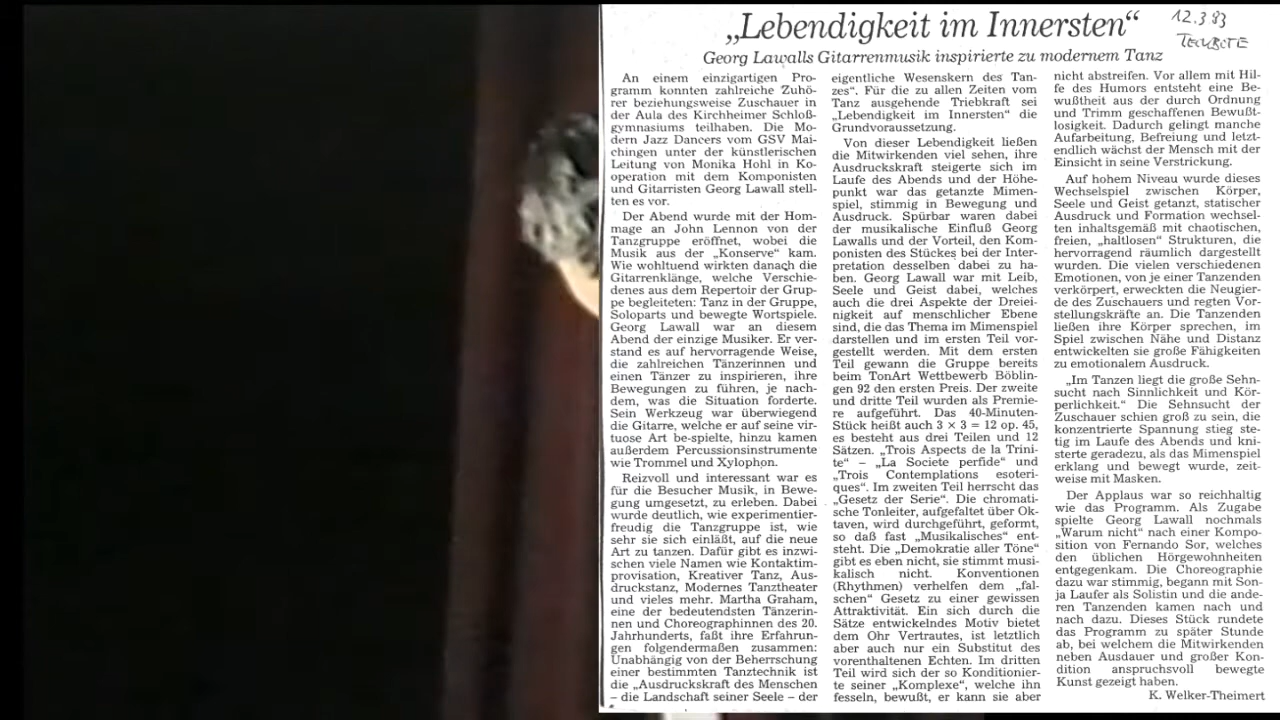 „Lebendigkeit im Innersten“
12.3.93
TECKBOTE
Georg Lawalls Gitarrenmusik inspirierte zu modernem Tanz
An einem einzigartigen Pro-
gramm konnten zahlreiche Zuhö-
rer beziehungsweise Zuschauer in
der Aula des Kirchheimer Schloß-
gymnasiums teilhaben. Die Mo-
dern Jazz Dancers vom GSV Mai-
chingen unter der künstlerischen
Leitung von Monika Hohl in Ko-
operation mit dem Komponisten
und Gitarristen Georg Lawall stell-
ten es vor.
Der Abend wurde mit der Hom-
mage an John Lennon von der
Tanzgruppe eröffnet, wobei die
Musik aus der „Konserve“ kam.
Wie wohltuend wirkten danach die
Gitarrenklänge, welche Verschie-
denes aus dem Repertoir der Grup-
pe begleiteten: Tanz in der Gruppe,
Soloparts und bewegte Wortspiele.
Georg Lawall war an diesem
Abend der einzige Musiker. Er ver-
stand es auf hervorragende Weise,
die zahlreichen Tänzerinnen und
einen Tänzer zu inspirieren, ihre
Bewegungen zu führen, je nach-
dem, was die Situation forderte.
Sein Werkzeug war überwiegend
die Gitarre, welche er auf seine vir-
tuose Art be-spielte, hinzu kamen
außerdem Percussionsinstrumente
wie Trommel und Xylophon.
Reizvoll und interessant war es
für die Besucher Musik, in Bewe-
gung umgesetzt, zu erleben. Dabei
wurde deutlich, wie experimentier-
freudig die Tanzgruppe ist, wie
sehr sie sich einläßt, auf die neue
Art zu tanzen. Dafür gibt es inzwi-
schen viele Namen wie Kontaktim-
provisation, Kreativer Tanz, Aus-
druckstanz, Modernes Tanztheater
und vieles mehr. Martha Graham,
eine der bedeutendsten Tänzerin-
nen und Choreographinnen des 20.
Jahrhunderts, faßt ihre Erfahrun-
gen folgendermaßen zusammen:
Unabhängig von der Beherrschung
einer bestimmten Tanztechnik ist
die „Ausdruckskraft des Menschen
– die Landschaft seiner Seele – der
eigentliche Wesenskern des Tan-
zes“. Für die zu allen Zeiten vom
Tanz ausgehende Triebkraft sei
„Lebendigkeit im Innersten“ die
Grundvoraussetzung.
Von dieser Lebendigkeit ließen
die Mitwirkenden viel sehen, ihre
Ausdruckskraft steigerte sich im
Laufe des Abends und der Höhe-
punkt war das getanzte Mimen-
spiel, stimmig in Bewegung und
Ausdruck. Spürbar waren dabei
der musikalische Einfluß Georg
Lawalls und der Vorteil, den Kom-
ponisten des Stückes bei der Inter-
pretation desselben dabei zu ha-
ben. Georg Lawall war mit Leib,
Seele und Geist dabei, welches
auch die drei Aspekte der Dreiei-
nigkeit auf menschlicher Ebene
sind, die das Thema im Mimenspiel
darstellen und im ersten Teil vor-
gestellt werden. Mit dem ersten
Teil gewann die Gruppe bereits
beim TonArt Wettbewerb Böblin-
gen 92 den ersten Preis. Der zweite
und dritte Teil wurden als Premie-
re aufgeführt. Das 40-Minuten-
Stück heißt auch 3 × 3 = 12 op. 45,
es besteht aus drei Teilen und 12
Sätzen. „Trois Aspects de la Trini-
te“ – „La Societe perfide“ und
„Trois Contemplations esoteri-
ques“. Im zweiten Teil herrscht das
„Gesetz der Serie“. Die chromati-
sche Tonleiter, aufgefaltet über Ok-
taven, wird durchgeführt, geformt,
so daß fast „Musikalisches“ ent-
steht. Die „Demokratie aller Töne“
gibt es eben nicht, sie stimmt musi-
kalisch nicht. Konventionen
(Rhythmen) verhelfen dem „fal-
schen“ Gesetz zu einer gewissen
Attraktivität. Ein sich durch die
Sätze entwickelndes Motiv bietet
dem Ohr Vertrautes, ist letztlich
aber auch nur ein Substitut des
vorenthaltenen Echten. Im dritten
Teil wird sich der so Konditionier-
te seiner „Komplexe“, welche ihn
fesseln, bewußt, er kann sie aber
nicht abstreifen. Vor allem mit Hil-
fe des Humors entsteht eine Be-
wußtheit aus der durch Ordnung
und Trimm geschaffenen Bewußt-
losigkeit. Dadurch gelingt manche
Aufarbeitung, Befreiung und letzt-
endlich wächst der Mensch mit der
Einsicht in seine Verstrickung.
Auf hohem Niveau wurde dieses
Wechselspiel zwischen Körper,
Seele und Geist getanzt, statischer
Ausdruck und Formation wechsel-
ten inhaltsgemäß mit chaotischen,
freien, „haltlosen“ Strukturen, die
hervorragend räumlich dargestellt
wurden. Die vielen verschiedenen
Emotionen, von je einer Tanzenden
verkörpert, erweckten die Neugier-
de des Zuschauers und regten Vor-
stellungskräfte an. Die Tanzenden
ließen ihre Körper sprechen, im
Spiel zwischen Nähe und Distanz
entwickelten sie große Fähigkeiten
zu emotionalem Ausdruck.
„Im Tanzen liegt die große Sehn-
sucht nach Sinnlichkeit und Kör-
perlichkeit.“ Die Sehnsucht der
Zuschauer schien groß zu sein, die
konzentrierte Spannung stieg ste-
tig im Laufe des Abends und kni-
sterte geradezu, als das Mimenspiel
erklang und bewegt wurde, zeit-
weise mit Masken.
Der Applaus war so reichhaltig
wie das Programm. Als Zugabe
spielte Georg Lawall nochmals
„Warum nicht“ nach einer Kompo-
sition von Fernando Sor, welches
den üblichen Hörgewohnheiten
entgegenkam. Die Choreographie
dazu war stimmig, begann mit Son-
ja Laufer als Solistin und die ande-
ren Tanzenden kamen nach und
nach dazu. Dieses Stück rundete
das Programm zu später Stunde
ab, bei welchem die Mitwirkenden
neben Ausdauer und großer Kon-
dition anspruchsvoll bewegte
Kunst gezeigt haben.
K. Welker-Theimert